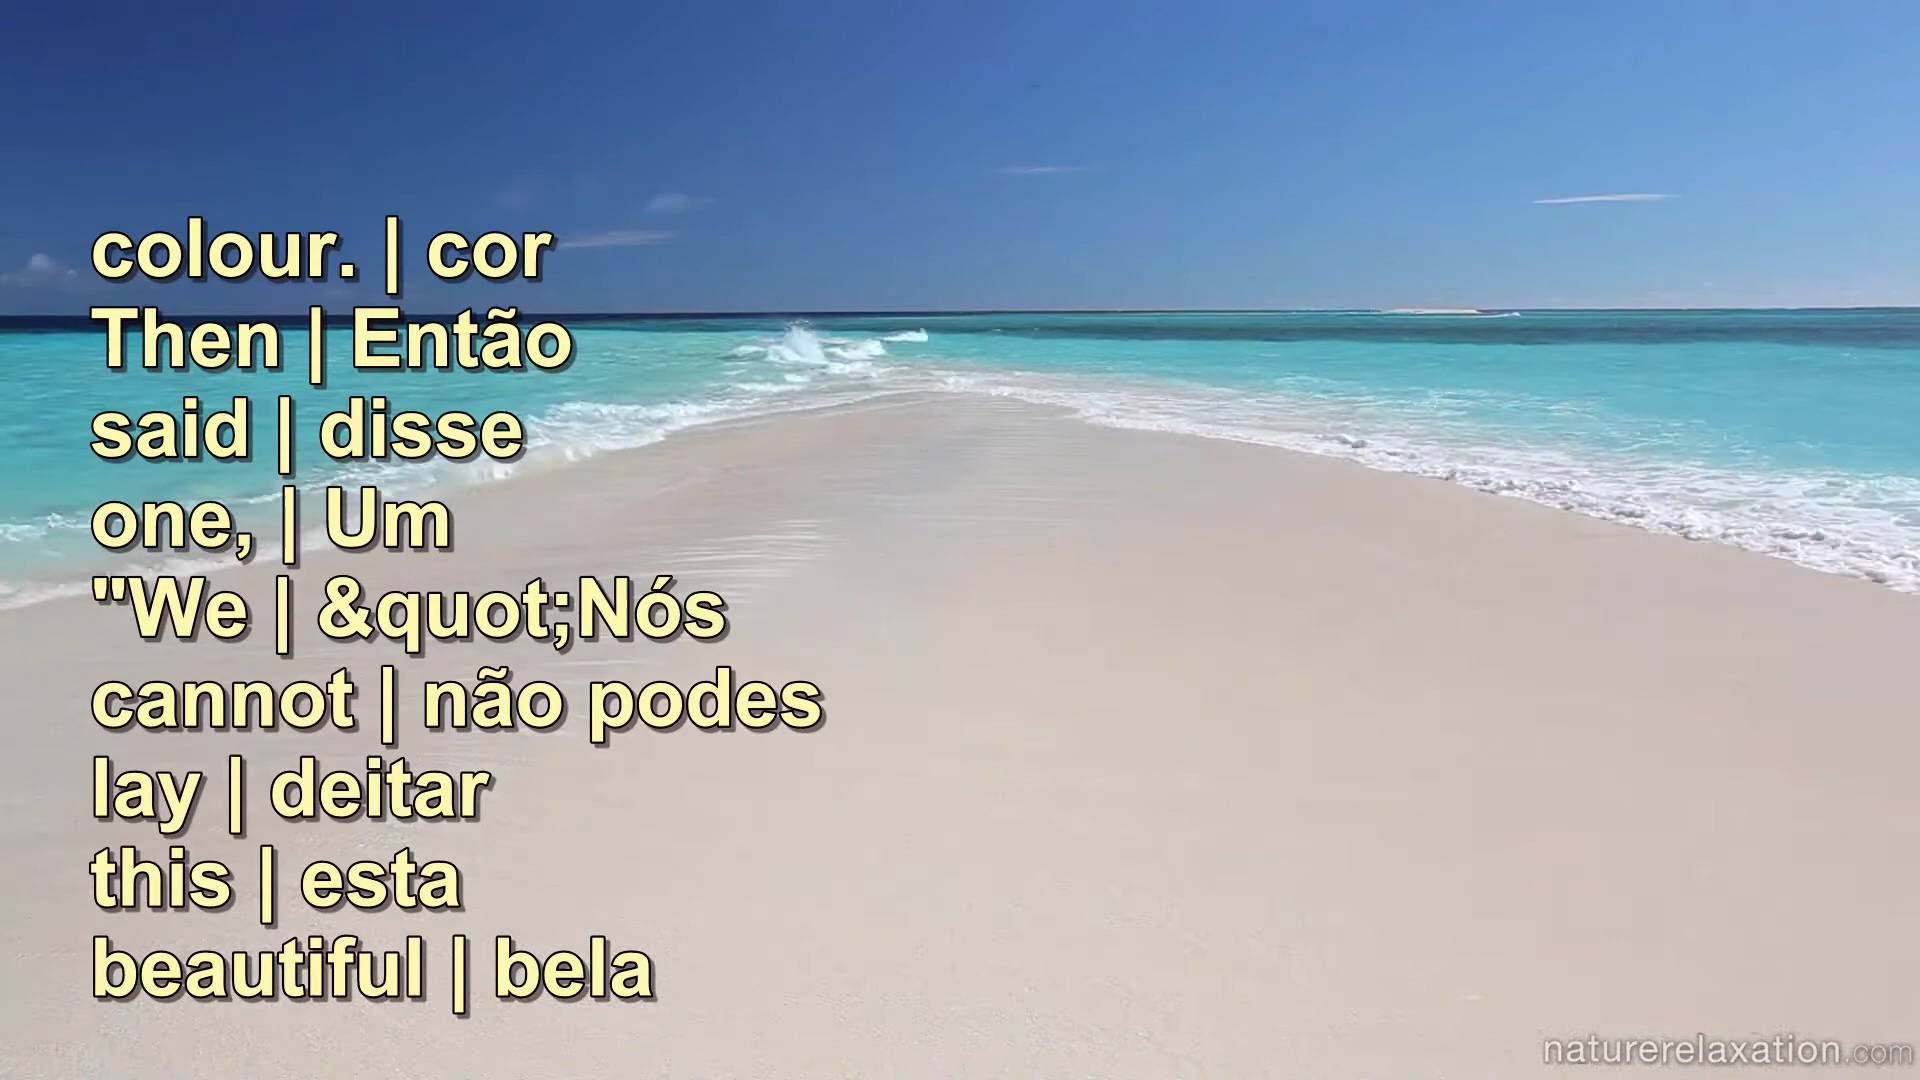 colour. | cor
Then | Então
said | disse
one, | Um
"We | &quot;Nós
cannot | não podes
lay | deitar
this | esta
beautiful | bela
naturerelaxation.com